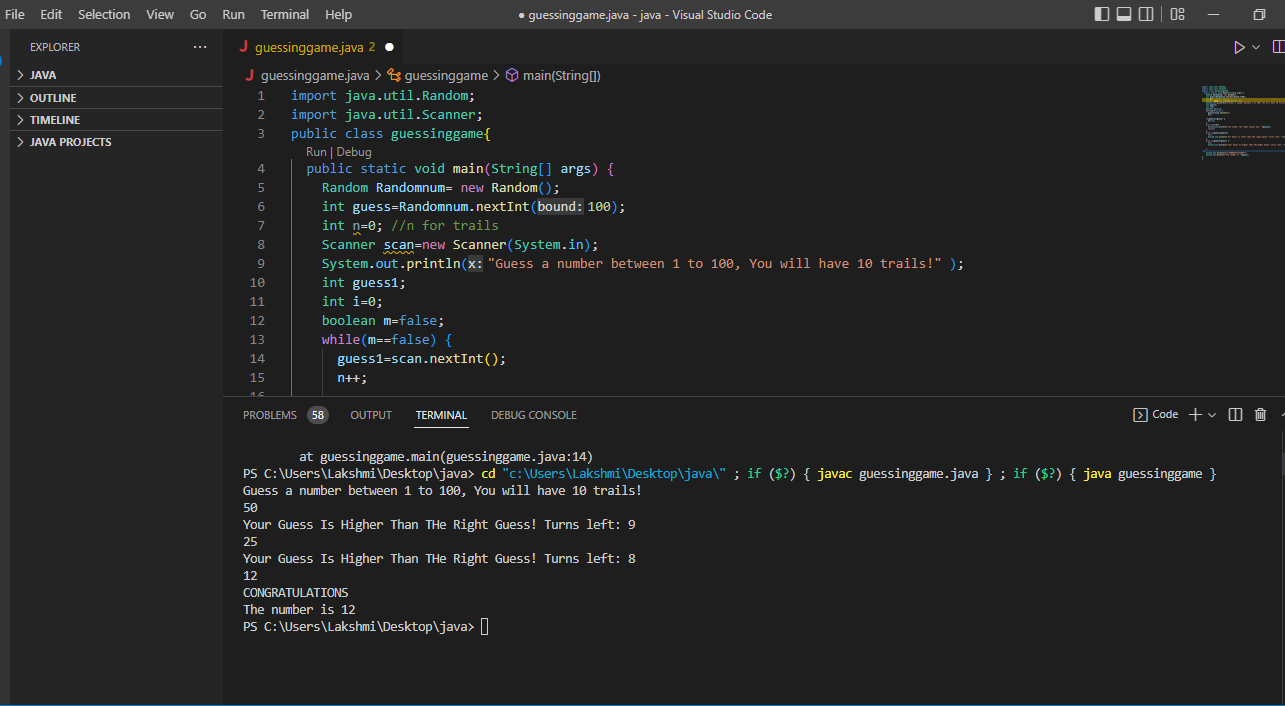 File Edit Selection View Go Run Terminal Help ● guessinggame.java - java - Visual Studio Code
EXPLORER ···
JAVA
OUTLINE
TIMELINE
JAVA PROJECTS
J guessinggame.java 2 ●
J guessinggame.java > guessinggame > main(String[])
1 import java.util.Random;
2 import java.util.Scanner;
3 public class guessinggame{
Run | Debug
4 public static void main(String[] args) {
5 Random Randomnum= new Random();
6 int guess=Randomnum.nextInt(bound: 100);
7 int n=0; //n for trails
8 Scanner scan=new Scanner(System.in);
9 System.out.println(x: "Guess a number between 1 to 100, You will have 10 trails!" );
10 int guess1;
11 int i=0;
12 boolean m=false;
13 while(m==false) {
14 guess1=scan.nextInt();
15 n++;
16
PROBLEMS 58 OUTPUT TERMINAL DEBUG CONSOLE Code
at guessinggame.main(guessinggame.java:14)
PS C:\Users\Lakshmi\Desktop\java> cd "c:\Users\Lakshmi\Desktop\java\" ; if ($?) { javac guessinggame.java } ; if ($?) { java guessinggame }
Guess a number between 1 to 100, You will have 10 trails!
50
Your Guess Is Higher Than THe Right Guess! Turns left: 9
25
Your Guess Is Higher Than THe Right Guess! Turns left: 8
12
CONGRATULATIONS
The number is 12
PS C:\Users\Lakshmi\Desktop\java>